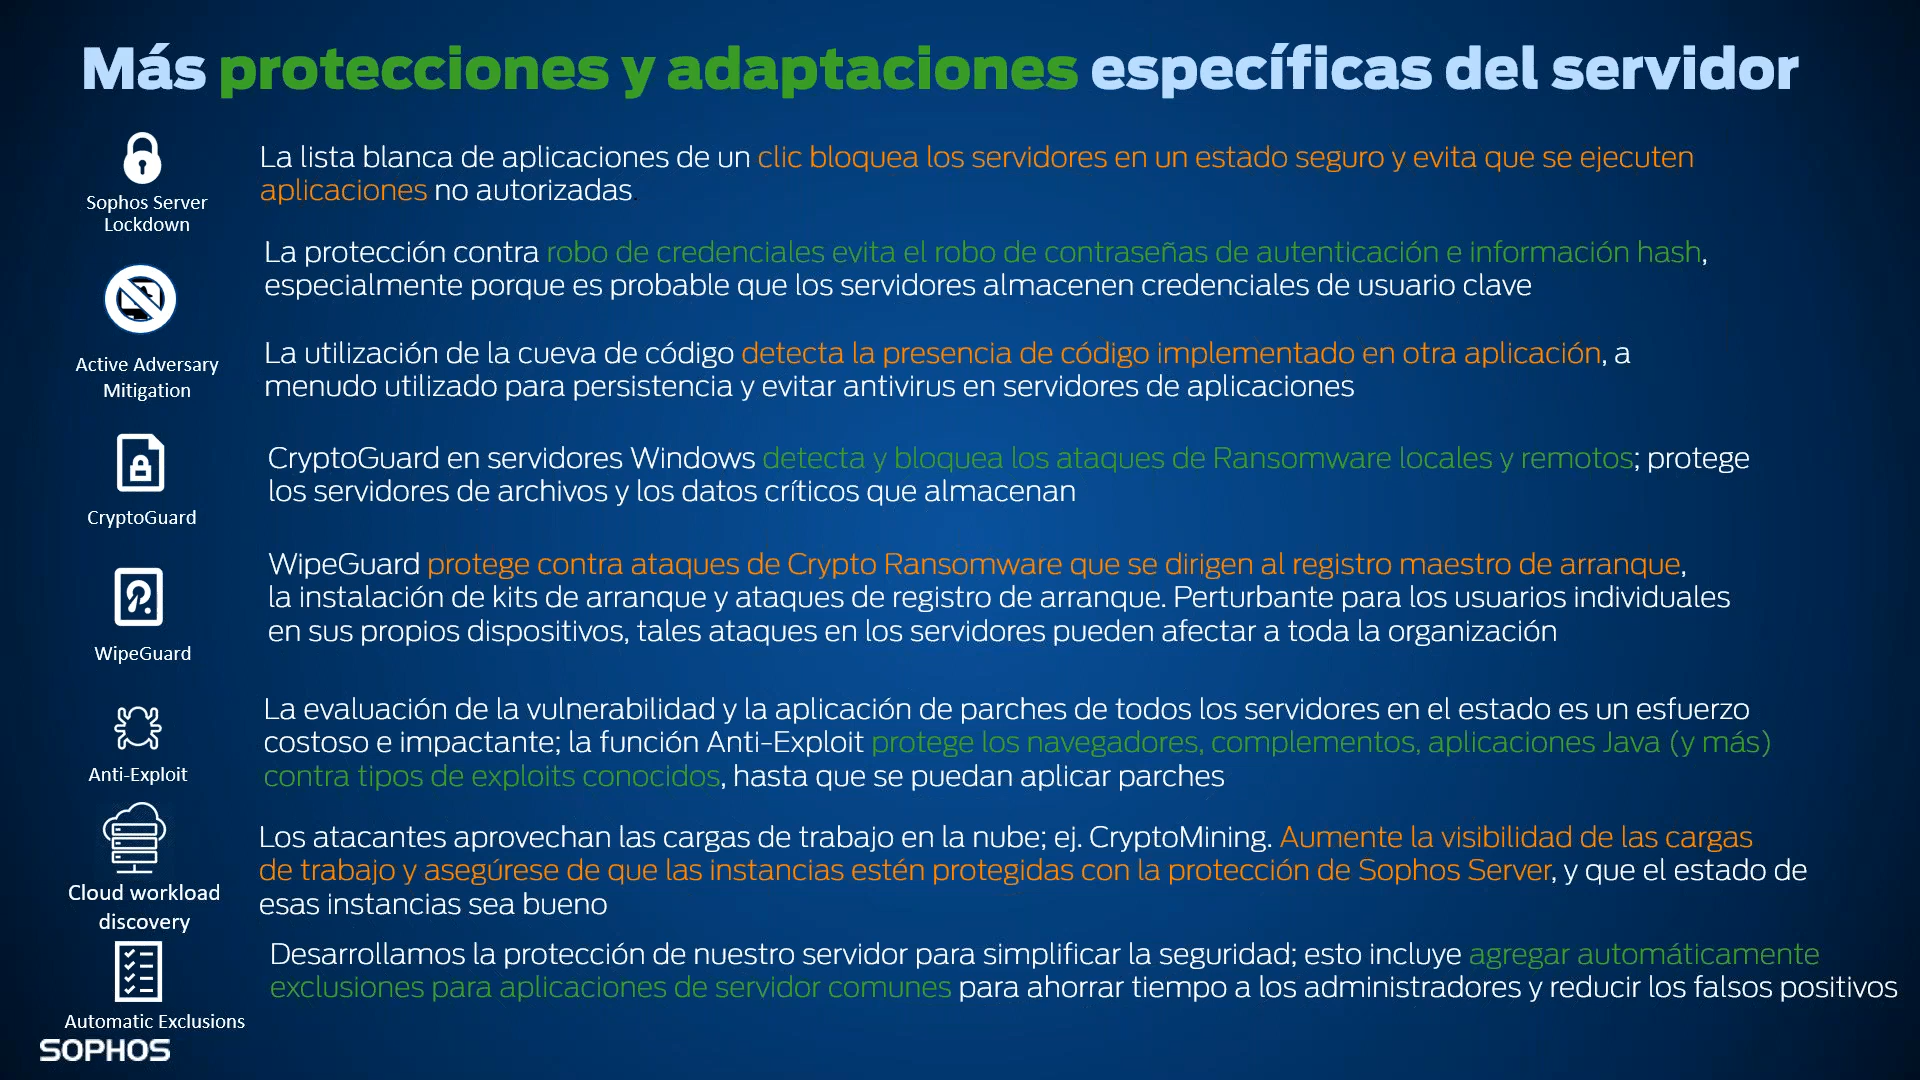 Más protecciones y adaptaciones específicas del servidor
Sophos Server
Lockdown
La lista blanca de aplicaciones de un clic bloquea los servidores en un estado seguro y evita que se ejecuten
aplicaciones no autorizadas.
Active Adversary
Mitigation
La protección contra robo de credenciales evita el robo de contraseñas de autenticación e información hash,
especialmente porque es probable que los servidores almacenen credenciales de usuario clave
La utilización de la cueva de código detecta la presencia de código implementado en otra aplicación, a
menudo utilizado para persistencia y evitar antivirus en servidores de aplicaciones
CryptoGuard
CryptoGuard en servidores Windows detecta y bloquea los ataques de Ransomware locales y remotos; protege
los servidores de archivos y los datos críticos que almacenan
WipeGuard
WipeGuard protege contra ataques de Crypto Ransomware que se dirigen al registro maestro de arranque,
la instalación de kits de arranque y ataques de registro de arranque. Perturbante para los usuarios individuales
en sus propios dispositivos, tales ataques en los servidores pueden afectar a toda la organización
Anti-Exploit
La evaluación de la vulnerabilidad y la aplicación de parches de todos los servidores en el estado es un esfuerzo
costoso e impactante; la función Anti-Exploit protege los navegadores, complementos, aplicaciones Java (y más)
contra tipos de exploits conocidos, hasta que se puedan aplicar parches
Cloud workload
discovery
Los atacantes aprovechan las cargas de trabajo en la nube; ej. CryptoMining. Aumente la visibilidad de las cargas
de trabajo y asegúrese de que las instancias estén protegidas con la protección de Sophos Server, y que el estado de
esas instancias sea bueno
Automatic Exclusions
Desarrollamos la protección de nuestro servidor para simplificar la seguridad; esto incluye agregar automáticamente
exclusiones para aplicaciones de servidor comunes para ahorrar tiempo a los administradores y reducir los falsos positivos
SOPHOS